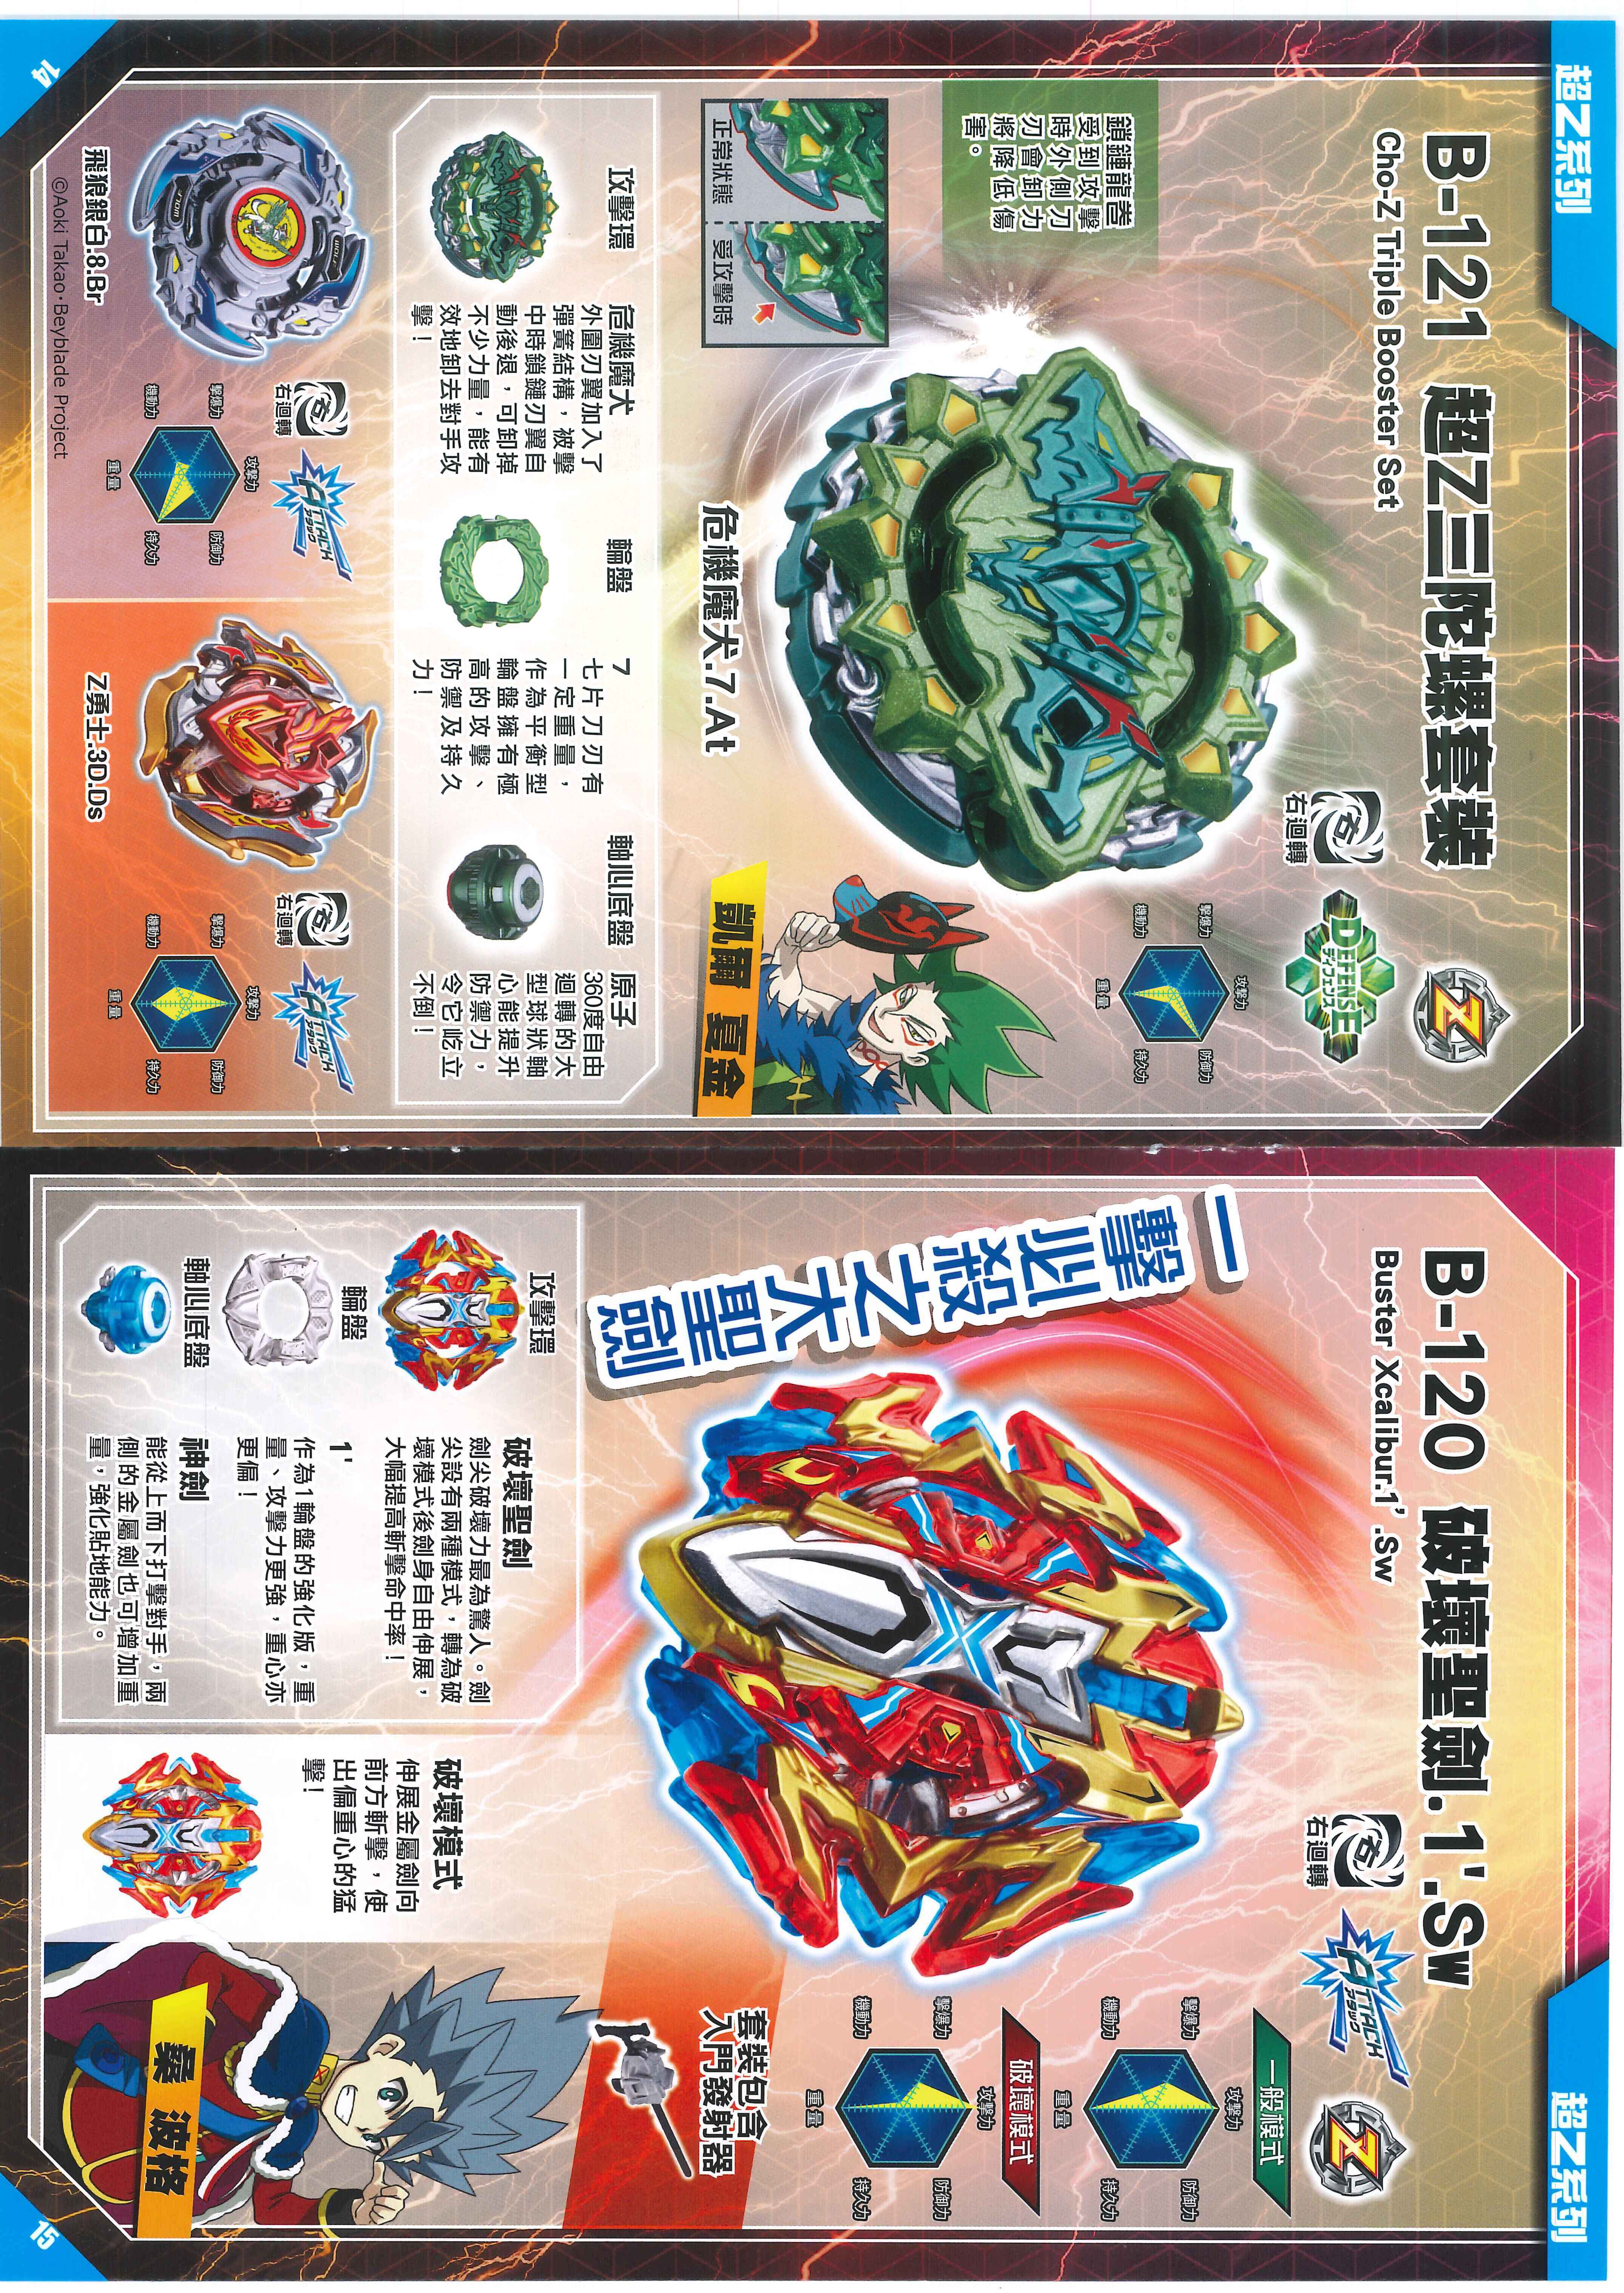 超Z系列
B-121 超Z三陀螺套裝
Cho-Z Triple Booster Set
右
右迴轉
DEFENSE
ディフェンス
攻擊力
防御力
持久力
重量
機動力
擊爆力
鎖鏈龍卷
受到攻擊
時外側刀
刃會卸力
將降低傷
害。
正常狀態
受攻擊時
危機魔犬.7.At
凱爾 夏金
攻擊環
危機魔犬
外圍刃翼加入了
彈簧結構，被擊
中時鎖鏈刃翼自
動後退，可卸掉
不少力量，能有
效地卸去對手攻
擊！
輪盤
7
七片刀刃有
一定重量，
作為平衡型
輪盤擁有極
高的攻擊、
防禦及持久
力！
軸心底盤
原子
360度自由
迴轉的大
型球狀軸
心能提升
防禦力，
令它屹立
不倒！
WOLF
WOLF
右
右迴轉
ATTACK
アタック
攻擊力
防御力
持久力
重量
機動力
擊爆力
飛狼銀白.8.Br
右
右迴轉
ATTACK
アタック
攻擊力
防御力
持久力
重量
機動力
擊爆力
Z勇士.3D.Ds
©Aoki Takao･Beyblade Project
14
超Z系列
B-120 破壞聖劍.1'.Sw
Buster Xcalibur.1’.Sw
右
右迴轉
ATTACK
アタック
Z
一般模式
攻擊力
防御力
持久力
重量
機動力
擊爆力
破壞模式
攻擊力
防御力
持久力
重量
機動力
擊爆力
一擊必殺之大聖劍
套裝包含
入門發射器
攻擊環
破壞聖劍
劍尖破壞力最為驚人。劍
尖設有兩種模式，轉為破
壞模式後劍身自由伸展，
大幅提高斬擊命中率！
輪盤
1'
作為1輪盤的強化版，重
量、攻擊力更強，重心亦
更偏！
軸心底盤
神劍
能從上而下打擊對手，兩
側的金屬劍也可增加重
量，強化貼地能力。
破壞模式
伸展金屬劍向
前方斬擊，使
出偏重心的猛
擊!
桑 波格
15